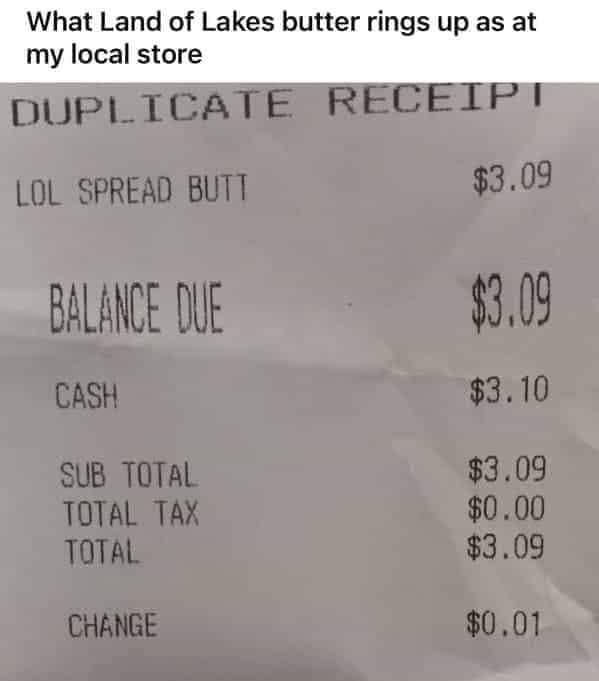 What Land of Lakes butter rings up as at
my local store
DUPLICATE RECEIPT
LOL SPREAD BUTT $3.09
BALANCE DUE $3.09
CASH $3.10
SUB TOTAL $3.09
TOTAL TAX $0.00
TOTAL $3.09
CHANGE $0.01